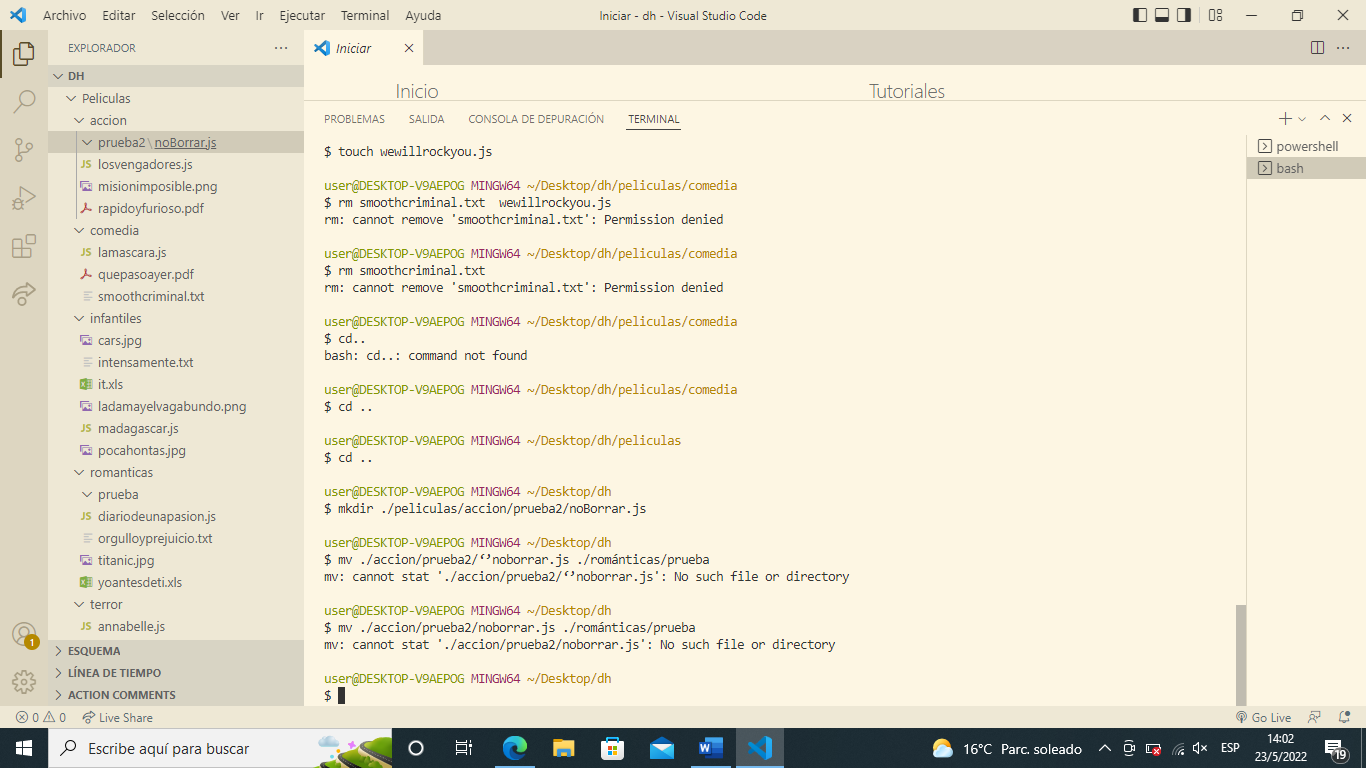 Archivo Editar Selección Ver Ir Ejecutar Terminal Ayuda
Iniciar - dh - Visual Studio Code
EXPLORADOR
Iniciar
DH
Peliculas
accion
prueba2 \ noBorrar.js
JS losvengadores.js
misionimposible.png
rapidoyfurioso.pdf
comedia
JS lamascara.js
quepasoayer.pdf
smoothcriminal.txt
infantiles
cars.jpg
intensamente.txt
it.xls
ladamayelvagabundo.png
JS madagascar.js
pocahontas.jpg
romanticas
prueba
JS diariodeunapasion.js
orgulloyprejuicio.txt
titanic.jpg
yoantesdeti.xls
terror
JS annabelle.js
ESQUEMA
LÍNEA DE TIEMPO
ACTION COMMENTS
1
Inicio
Tutoriales
PROBLEMAS SALIDA CONSOLA DE DEPURACIÓN TERMINAL
powershell
bash
$ touch wewillrockyou.js
user@DESKTOP-V9AEPOG MINGW64 ~/Desktop/dh/peliculas/comedia
$ rm smoothcriminal.txt  wewillrockyou.js
rm: cannot remove 'smoothcriminal.txt': Permission denied
user@DESKTOP-V9AEPOG MINGW64 ~/Desktop/dh/peliculas/comedia
$ rm smoothcriminal.txt
rm: cannot remove 'smoothcriminal.txt': Permission denied
user@DESKTOP-V9AEPOG MINGW64 ~/Desktop/dh/peliculas/comedia
$ cd..
bash: cd..: command not found
user@DESKTOP-V9AEPOG MINGW64 ~/Desktop/dh/peliculas/comedia
$ cd ..
user@DESKTOP-V9AEPOG MINGW64 ~/Desktop/dh/peliculas
$ cd ..
user@DESKTOP-V9AEPOG MINGW64 ~/Desktop/dh
$ mkdir ./peliculas/accion/prueba2/noBorrar.js
user@DESKTOP-V9AEPOG MINGW64 ~/Desktop/dh
$ mv ./accion/prueba2/‘’noborrar.js ./románticas/prueba
mv: cannot stat './accion/prueba2/‘’noborrar.js': No such file or directory
user@DESKTOP-V9AEPOG MINGW64 ~/Desktop/dh
$ mv ./accion/prueba2/noborrar.js ./románticas/prueba
mv: cannot stat './accion/prueba2/noborrar.js': No such file or directory
user@DESKTOP-V9AEPOG MINGW64 ~/Desktop/dh
$
0 0 Live Share
Go Live
Escribe aquí para buscar
16°C Parc. soleado
ESP
14:02
23/5/2022
19